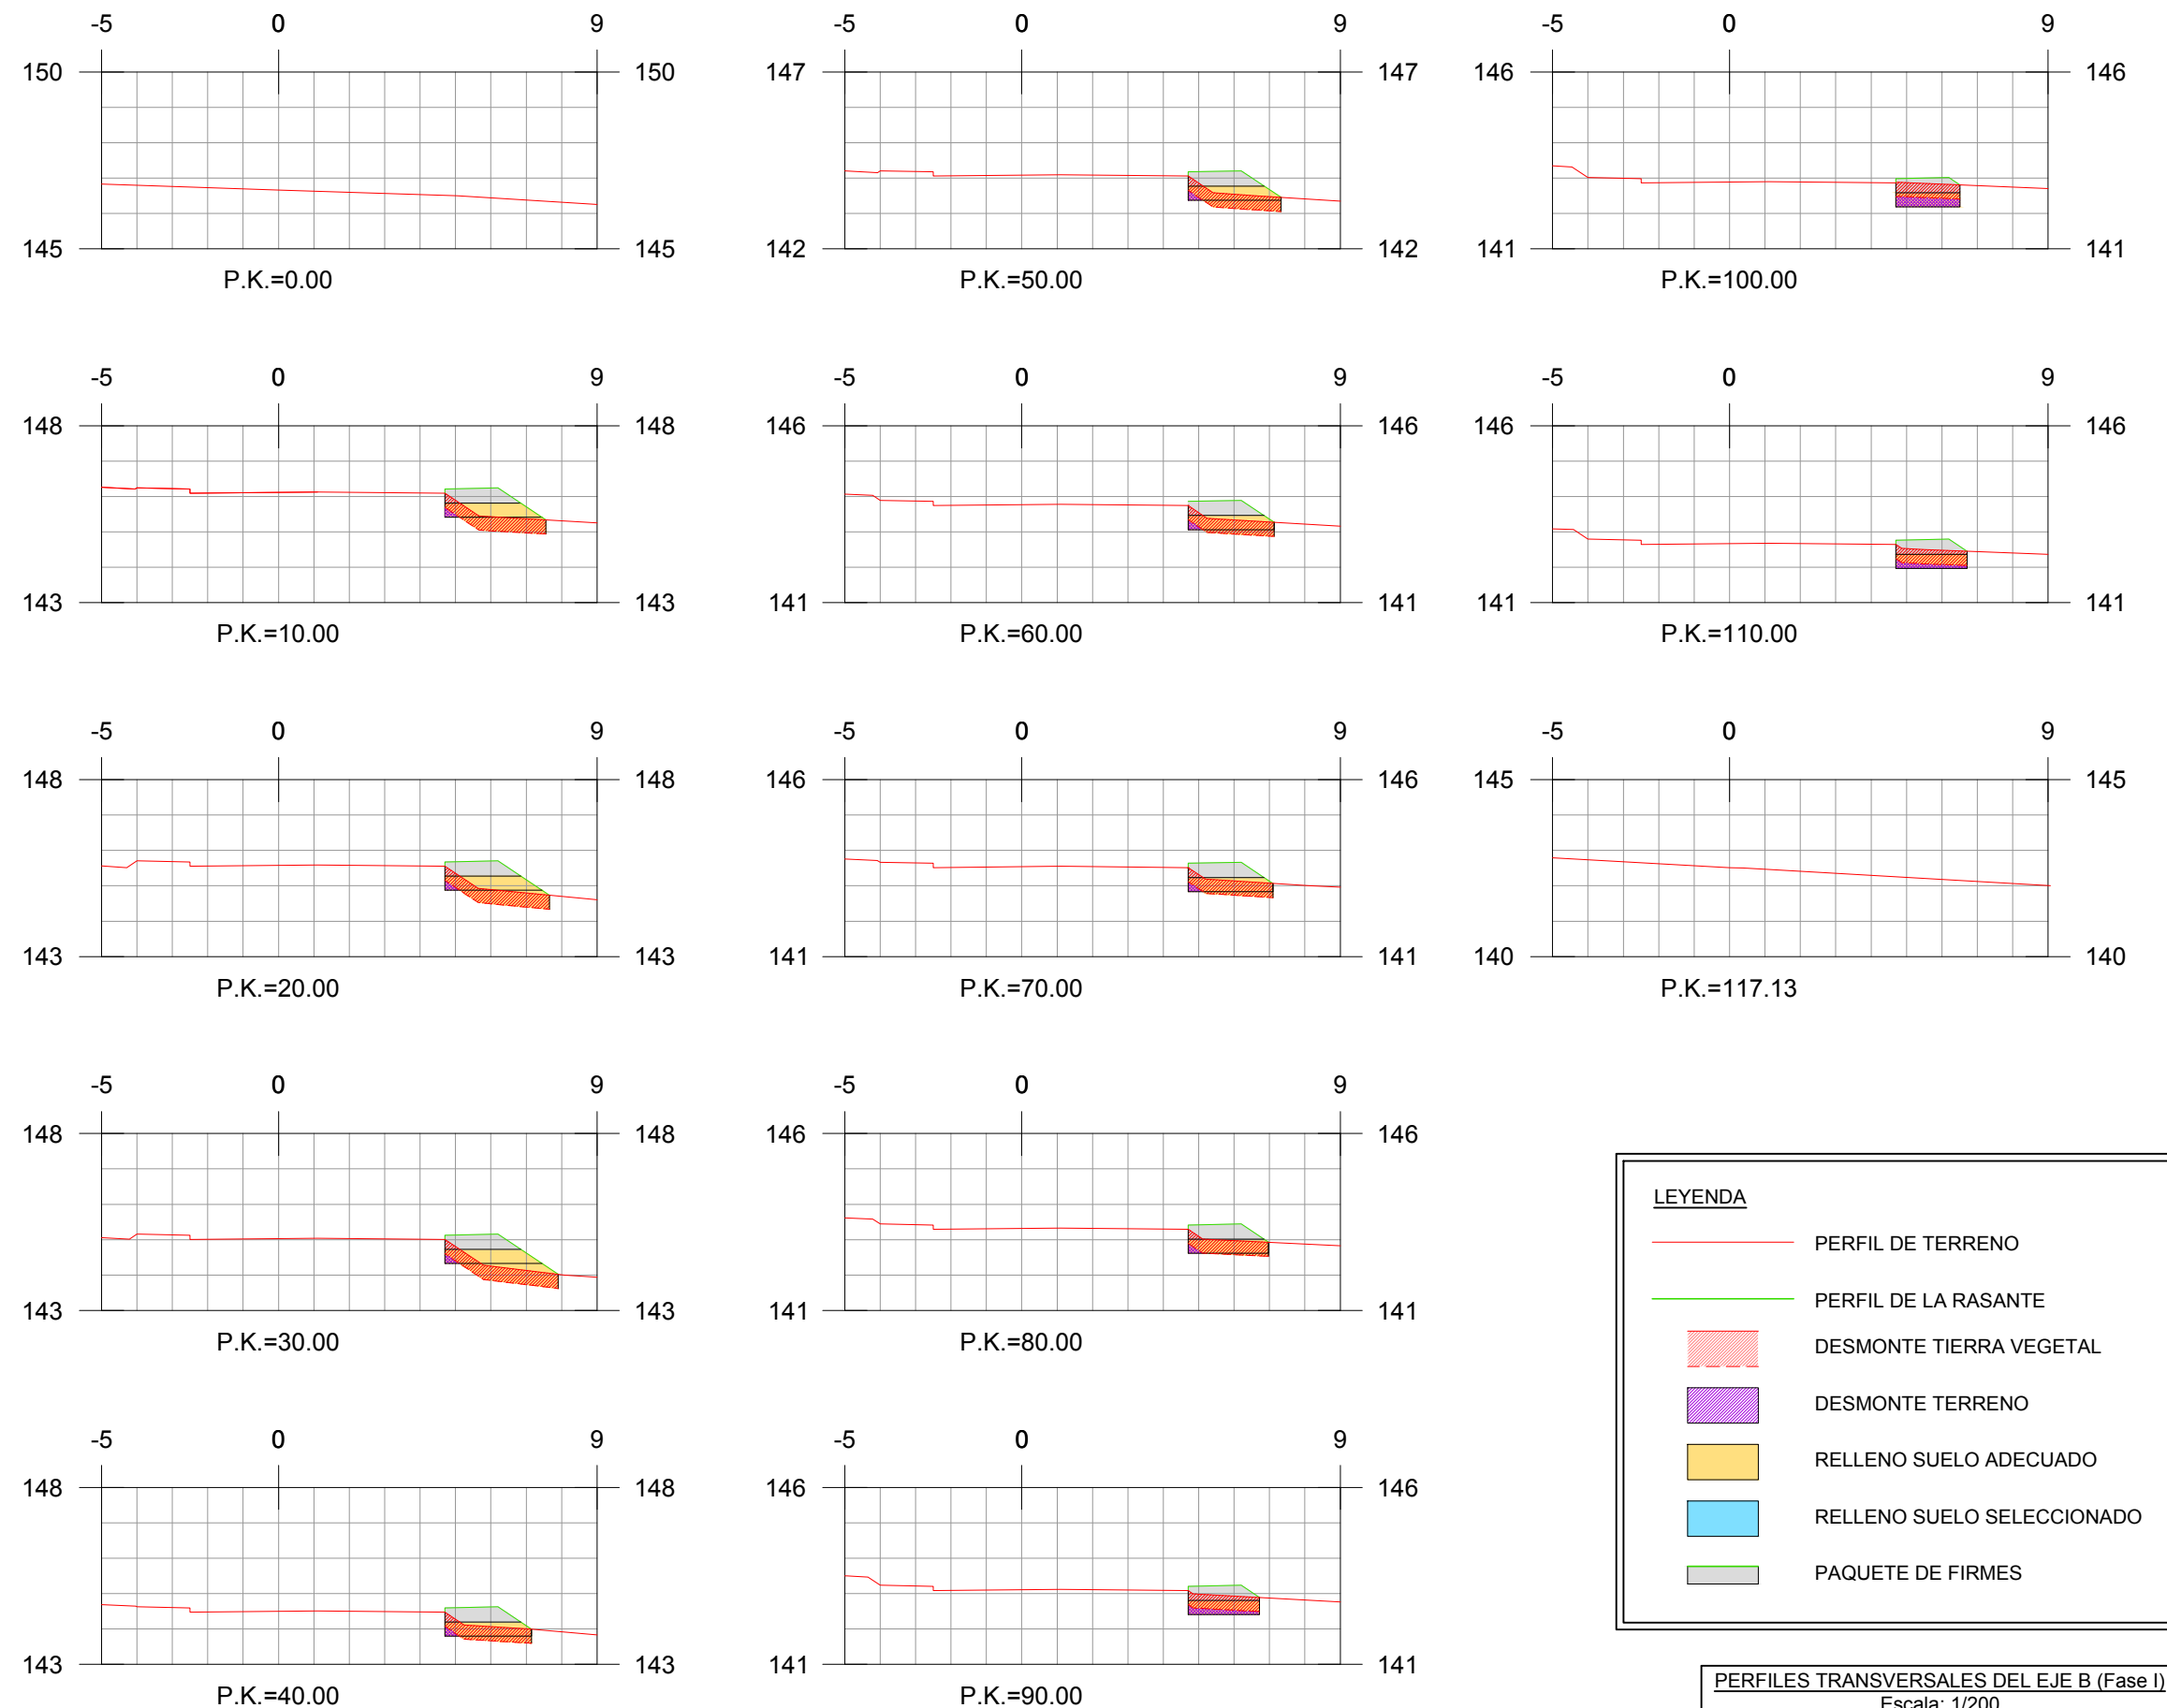 -5 0 9
150 150
145 145
P.K.=0.00
-5 0 9
148 148
143 143
P.K.=10.00
-5 0 9
148 148
143 143
P.K.=20.00
-5 0 9
148 148
143 143
P.K.=30.00
-5 0 9
148 148
143 143
P.K.=40.00
-5 0 9
147 147
142 142
P.K.=50.00
-5 0 9
146 146
141 141
P.K.=60.00
-5 0 9
146 146
141 141
P.K.=70.00
-5 0 9
146 146
141 141
P.K.=80.00
-5 0 9
146 146
141 141
P.K.=90.00
-5 0 9
146 146
141 141
P.K.=100.00
-5 0 9
146 146
141 141
P.K.=110.00
-5 0 9
145 145
140 140
P.K.=117.13
LEYENDA
PERFIL DE TERRENO
PERFIL DE LA RASANTE
DESMONTE TIERRA VEGETAL
DESMONTE TERRENO
RELLENO SUELO ADECUADO
RELLENO SUELO SELECCIONADO
PAQUETE DE FIRMES
PERFILES TRANSVERSALES DEL EJE B (Fase I)
Escala: 1/200